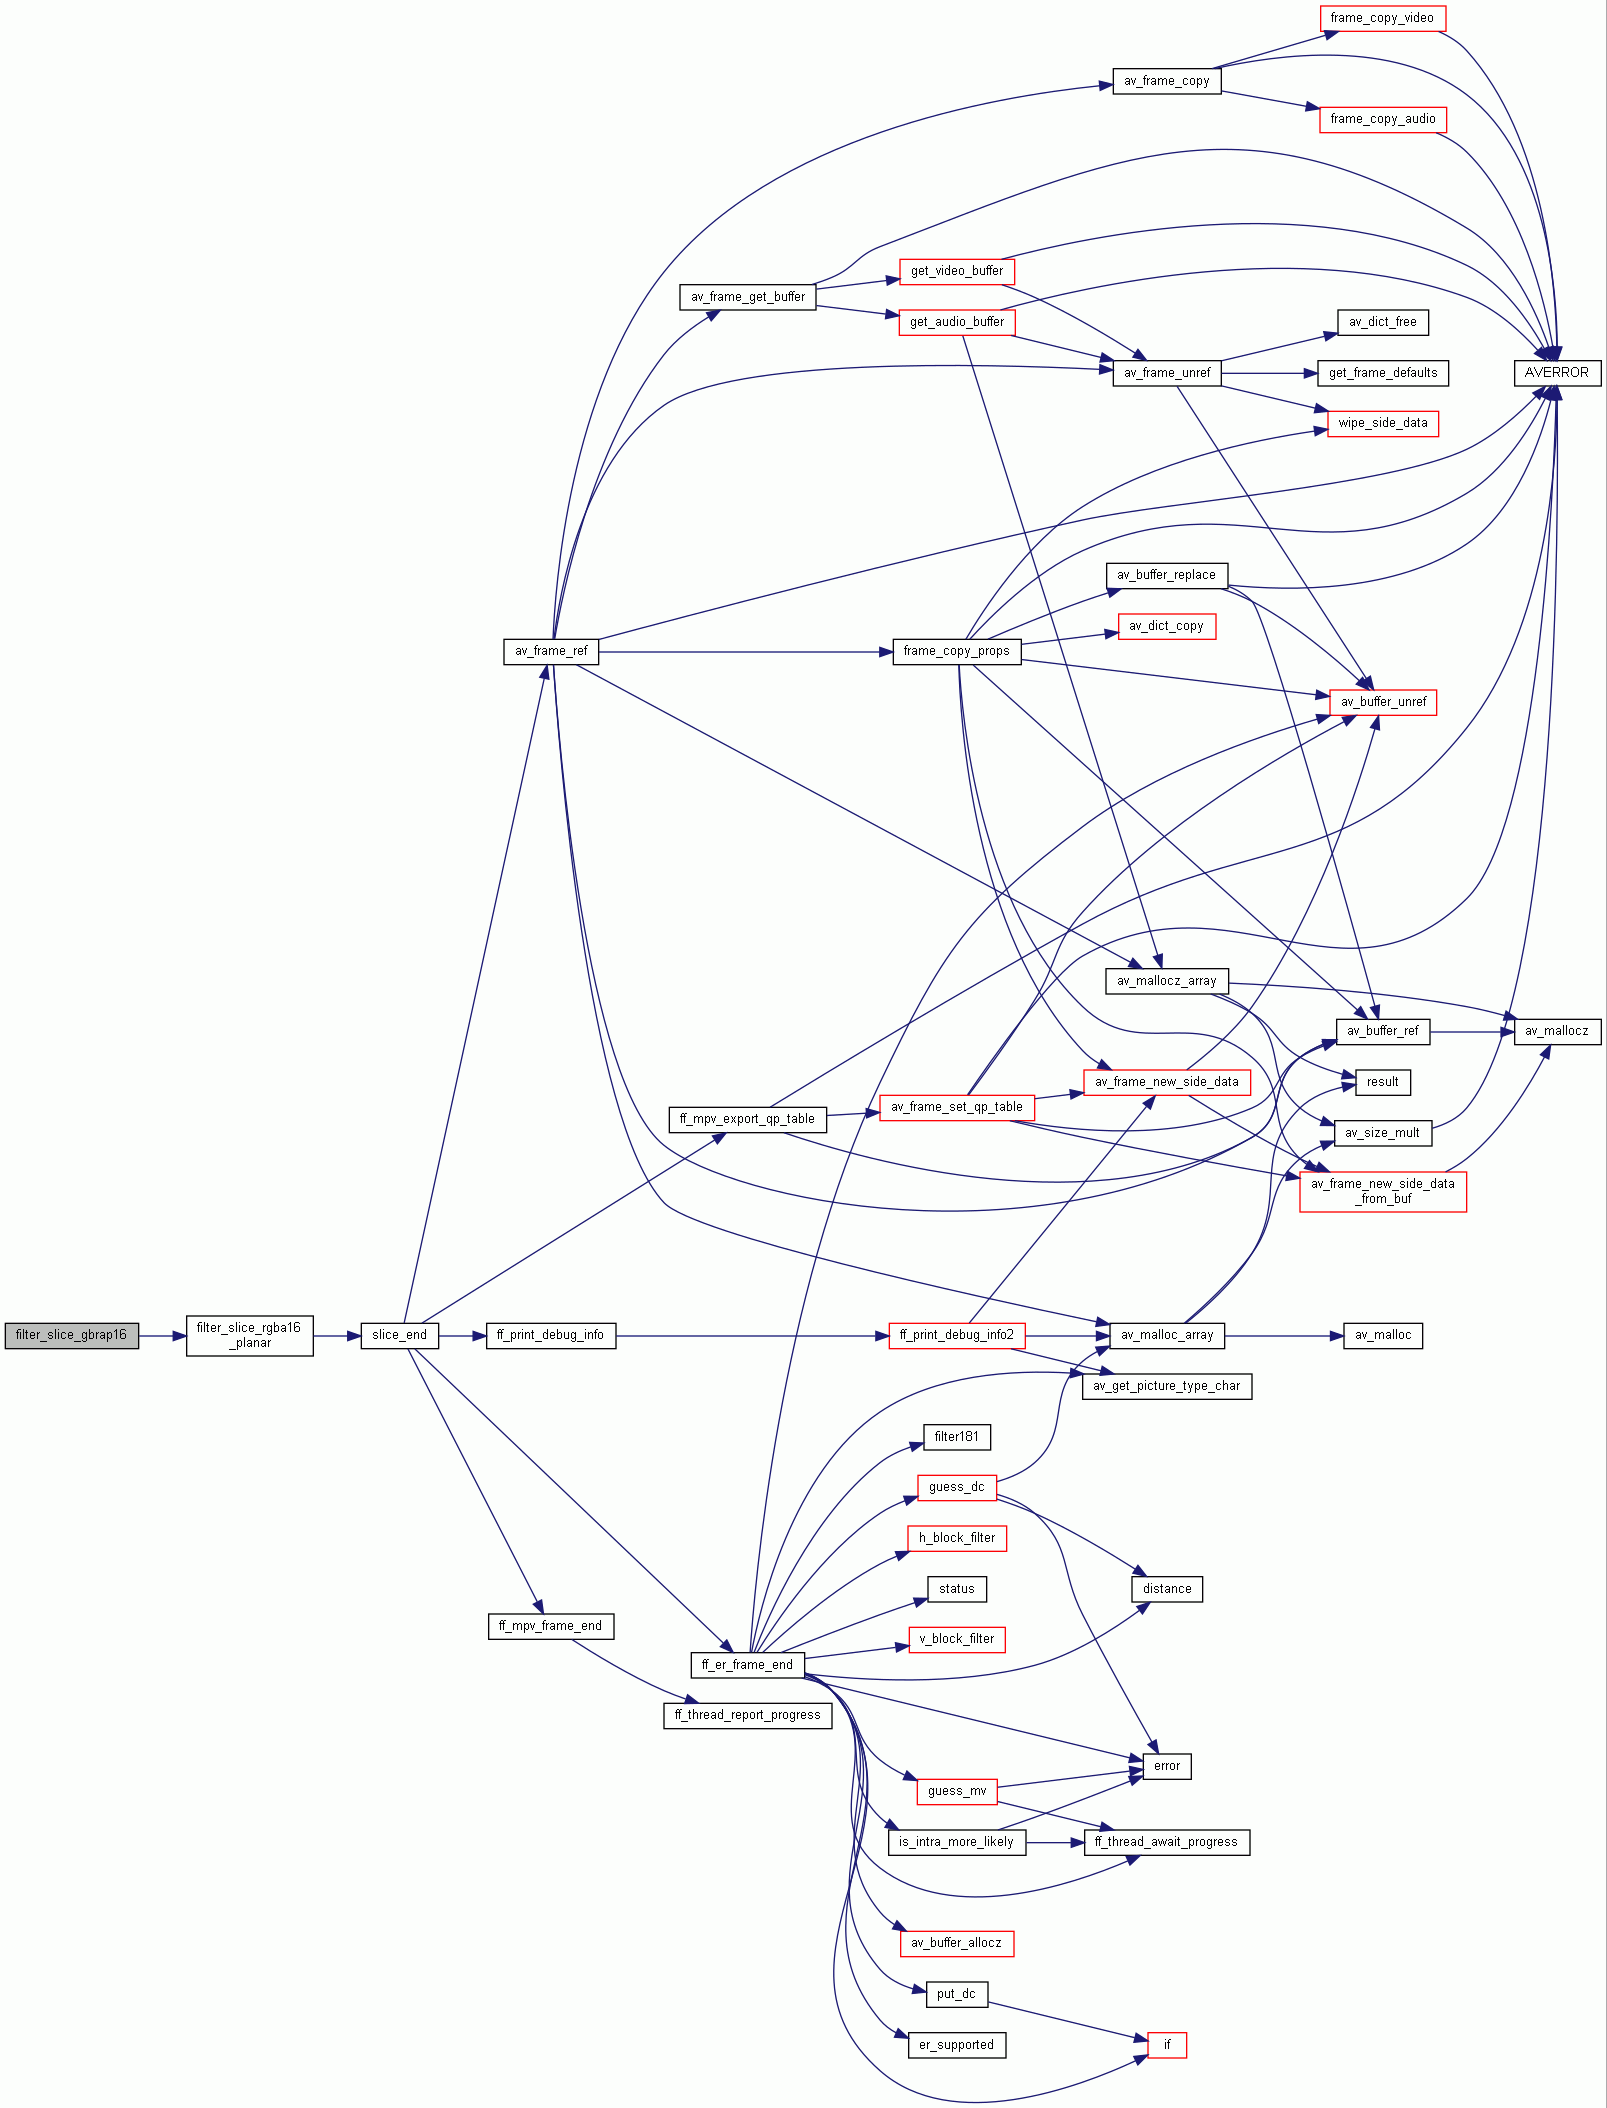 frame_copy_video
av_frame_copy
frame_copy_audio
get_video_buffer
av_frame_get_buffer
get_audio_buffer
av_dict_free
av_frame_unref
get_frame_defaults
AVERROR
wipe_side_data
av_buffer_replace
av_dict_copy
av_frame_ref
frame_copy_props
av_buffer_unref
av_mallocz_array
av_buffer_ref
av_mallocz
av_frame_new_side_data
result
av_frame_set_qp_table
ff_mpv_export_qp_table
av_size_mult
av_frame_new_side_data
_from_buf
filter_slice_gbrap16
filter_slice_rgba16
_planar
slice_end
ff_print_debug_info
ff_print_debug_info2
av_malloc_array
av_malloc
av_get_picture_type_char
filter181
guess_dc
h_block_filter
status
distance
ff_mpv_frame_end
v_block_filter
ff_er_frame_end
ff_thread_report_progress
error
guess_mv
is_intra_more_likely
ff_thread_await_progress
av_buffer_allocz
put_dc
er_supported
if